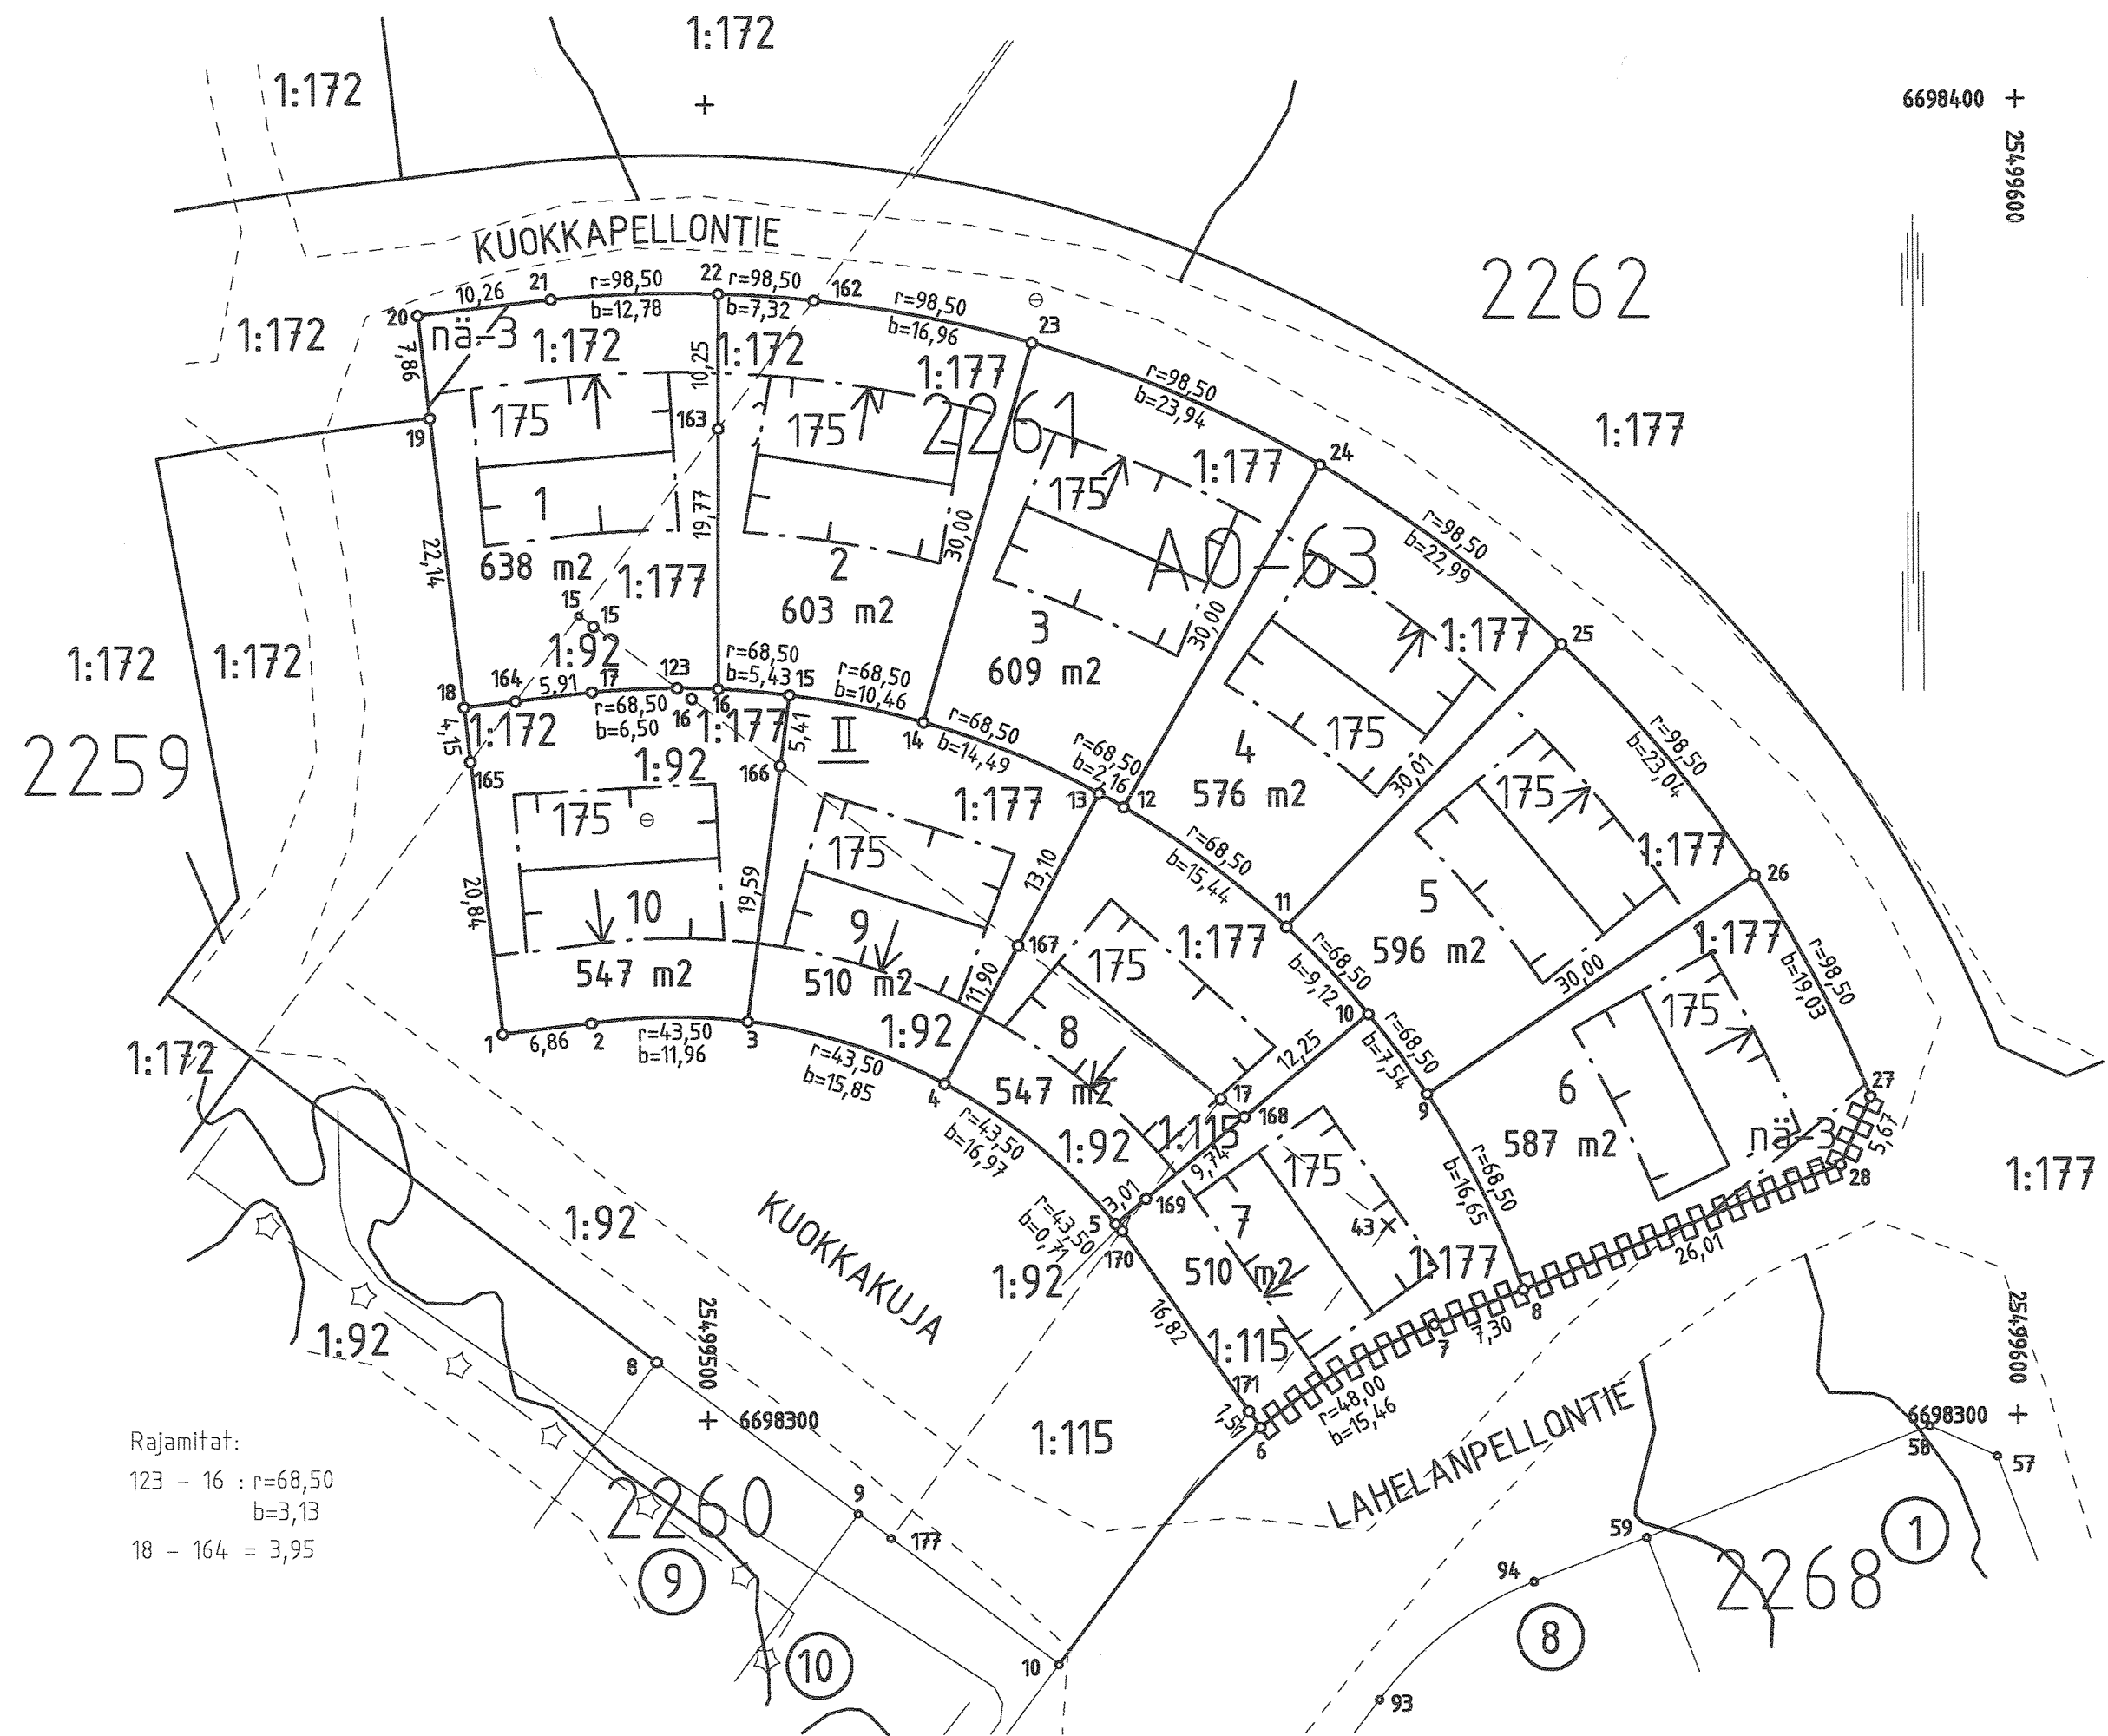 1:172
1:172
6698400
25499600
KUOKKAPELLONTIE
2262
20
10,26
21
r=98,50
b=12,78
22
r=98,50
b=7,32
162
r=98,50
b=16,96
23
1:172
nä-3
7,86
1:172
10,25
1:172
1:177
r=98,50
b=23,94
24
1:177
19
175
163
175
2261
175
1:177
1
22,14
638 m2
19,77
2
603 m2
30,00
A0-63
r=98,50
b=22,99
1:177
15
15
1:92
3
609 m2
30,00
1:177
25
1:172
1:172
18
164
5,91
17
r=68,50
b=6,50
123
16
16
r=68,50
b=5,43
15
r=68,50
b=10,46
14
r=68,50
b=14,49
r=68,50
b=2,16
13
12
4
576 m2
175
30,01
r=98,50
b=23,04
2259
4,15
1:172
165
1:177
1:92
166
5,41
II
175
1:177
175
r=68,50
b=15,44
11
175
1:177
26
5
596 m2
20,84
10
547 m2
19,59
9
510 m2
13,10
167
11,90
1:177
175
8
547 m2
r=68,50
b=9,12
10
30,00
1:177
r=98,50
b=19,03
175
1:172
1
6,86
2
r=43,50
b=11,96
3
r=43,50
b=15,85
1:92
4
12,25
r=68,50
b=7,54
9
6
587 m2
27
5,67
nä-3
28
1:177
17
168
1:115
9,74
1:92
r=43,50
b=16,97
175
r=68,50
b=16,65
3,01
169
5
r=43,50
b=0,71
170
1:92
7
510 m2
43
1:177
26,01
8
7,30
7
1:92
KUOKKAKUJA
16,82
1:115
171
1,51
6
r=48,00
b=15,46
1:92
8
25499500
6698300
1:115
LAHELANPELLONTIE
25499600
6698300
58
57
Rajamitat:
123 - 16 : r=68,50
b=3,13
18 - 164 = 3,95
2260
9
9
177
59
1
94
2268
8
10
10
93